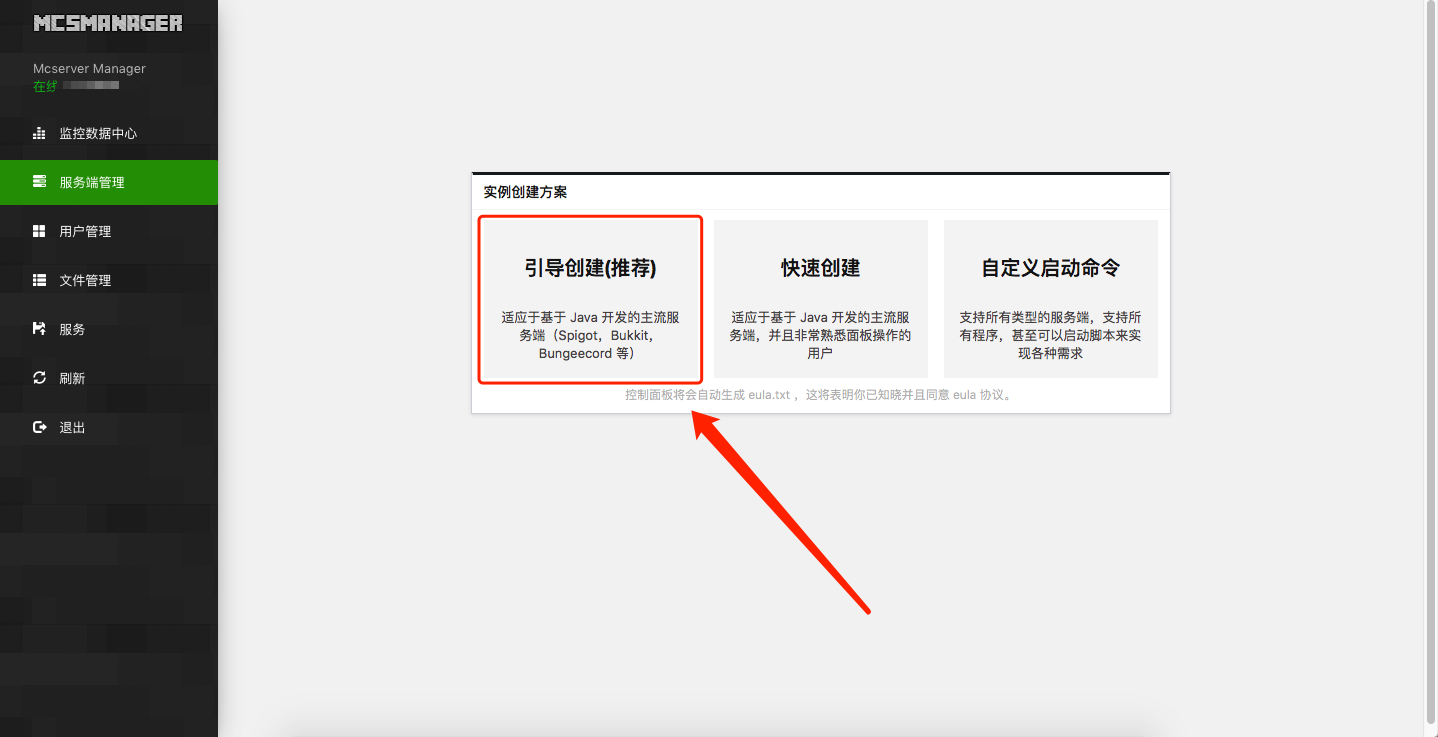 MCSMANAGER
Mcserver Manager
在线
监控数据中心
服务端管理
用户管理
文件管理
服务
刷新
退出
实例创建方案
引导创建(推荐)
适应于基于 Java 开发的主流服
务端（Spigot，Bukkit，
Bungeecord 等）
快速创建
适应于基于 Java 开发的主流服
务端，并且非常熟悉面板操作的
用户
自定义启动命令
支持所有类型的服务端，支持所
有程序，甚至可以启动脚本来实
现各种需求
控制面板将会自动生成 eula.txt ，这将表明你已知晓并且同意 eula 协议。